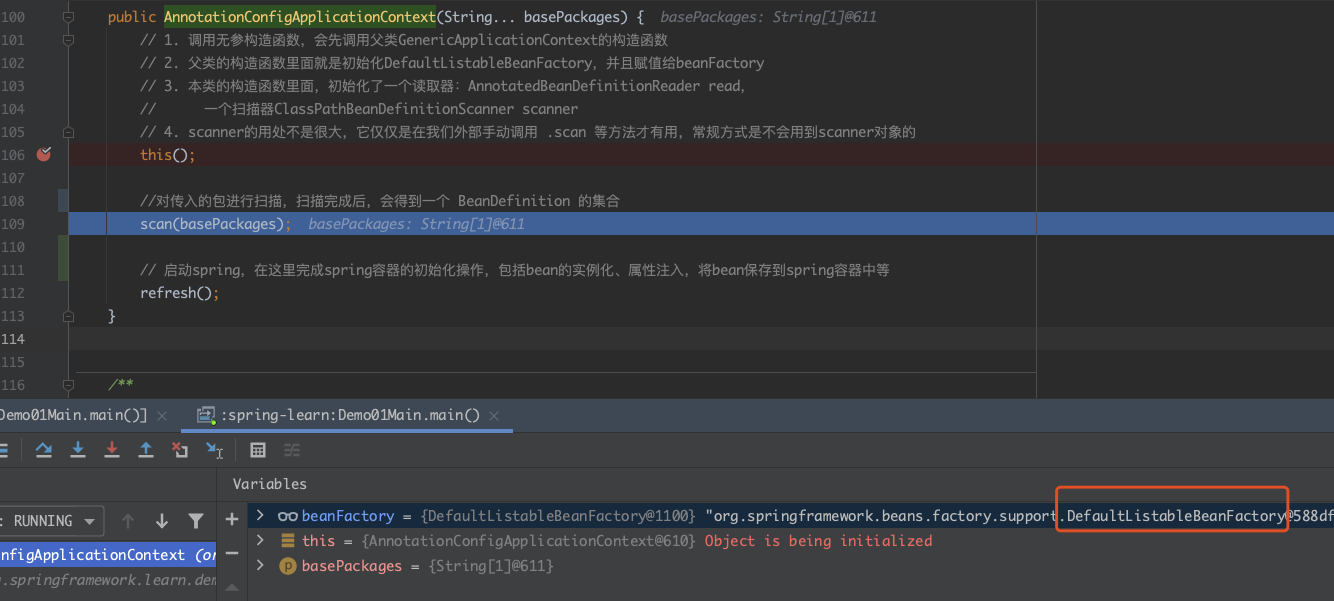 100 public AnnotationConfigApplicationContext(String... basePackages) { basePackages: String[1]@611
101 // 1. 调用无参构造函数，会先调用父类GenericApplicationContext的构造函数
102 // 2. 父类的构造函数里面就是初始化DefaultListableBeanFactory，并且赋值给beanFactory
103 // 3. 本类的构造函数里面，初始化了一个读取器：AnnotatedBeanDefinitionReader read，
104 // 一个扫描器ClassPathBeanDefinitionScanner scanner
105 // 4. scanner的用处不是很大，它仅仅是在我们外部手动调用 .scan 等方法才有用，常规方式是不会用到scanner对象的
106 this();
107
108 //对传入的包进行扫描，扫描完成后，会得到一个 BeanDefinition 的集合
109 scan(basePackages); basePackages: String[1]@611
110
111 // 启动spring，在这里完成spring容器的初始化操作，包括bean的实例化、属性注入，将bean保存到spring容器中等
112 refresh();
113 }
114
115
116 /**
Demo01Main.main()] × :spring-learn:Demo01Main.main() ×
Variables
: RUNNING
beanFactory = {DefaultListableBeanFactory@1100} "org.springframework.beans.factory.support.DefaultListableBeanFactory@588df
nfigApplicationContext (or
this = {AnnotationConfigApplicationContext@610} Object is being initialized
.springframework.learn.den
p basePackages = {String[1]@611}